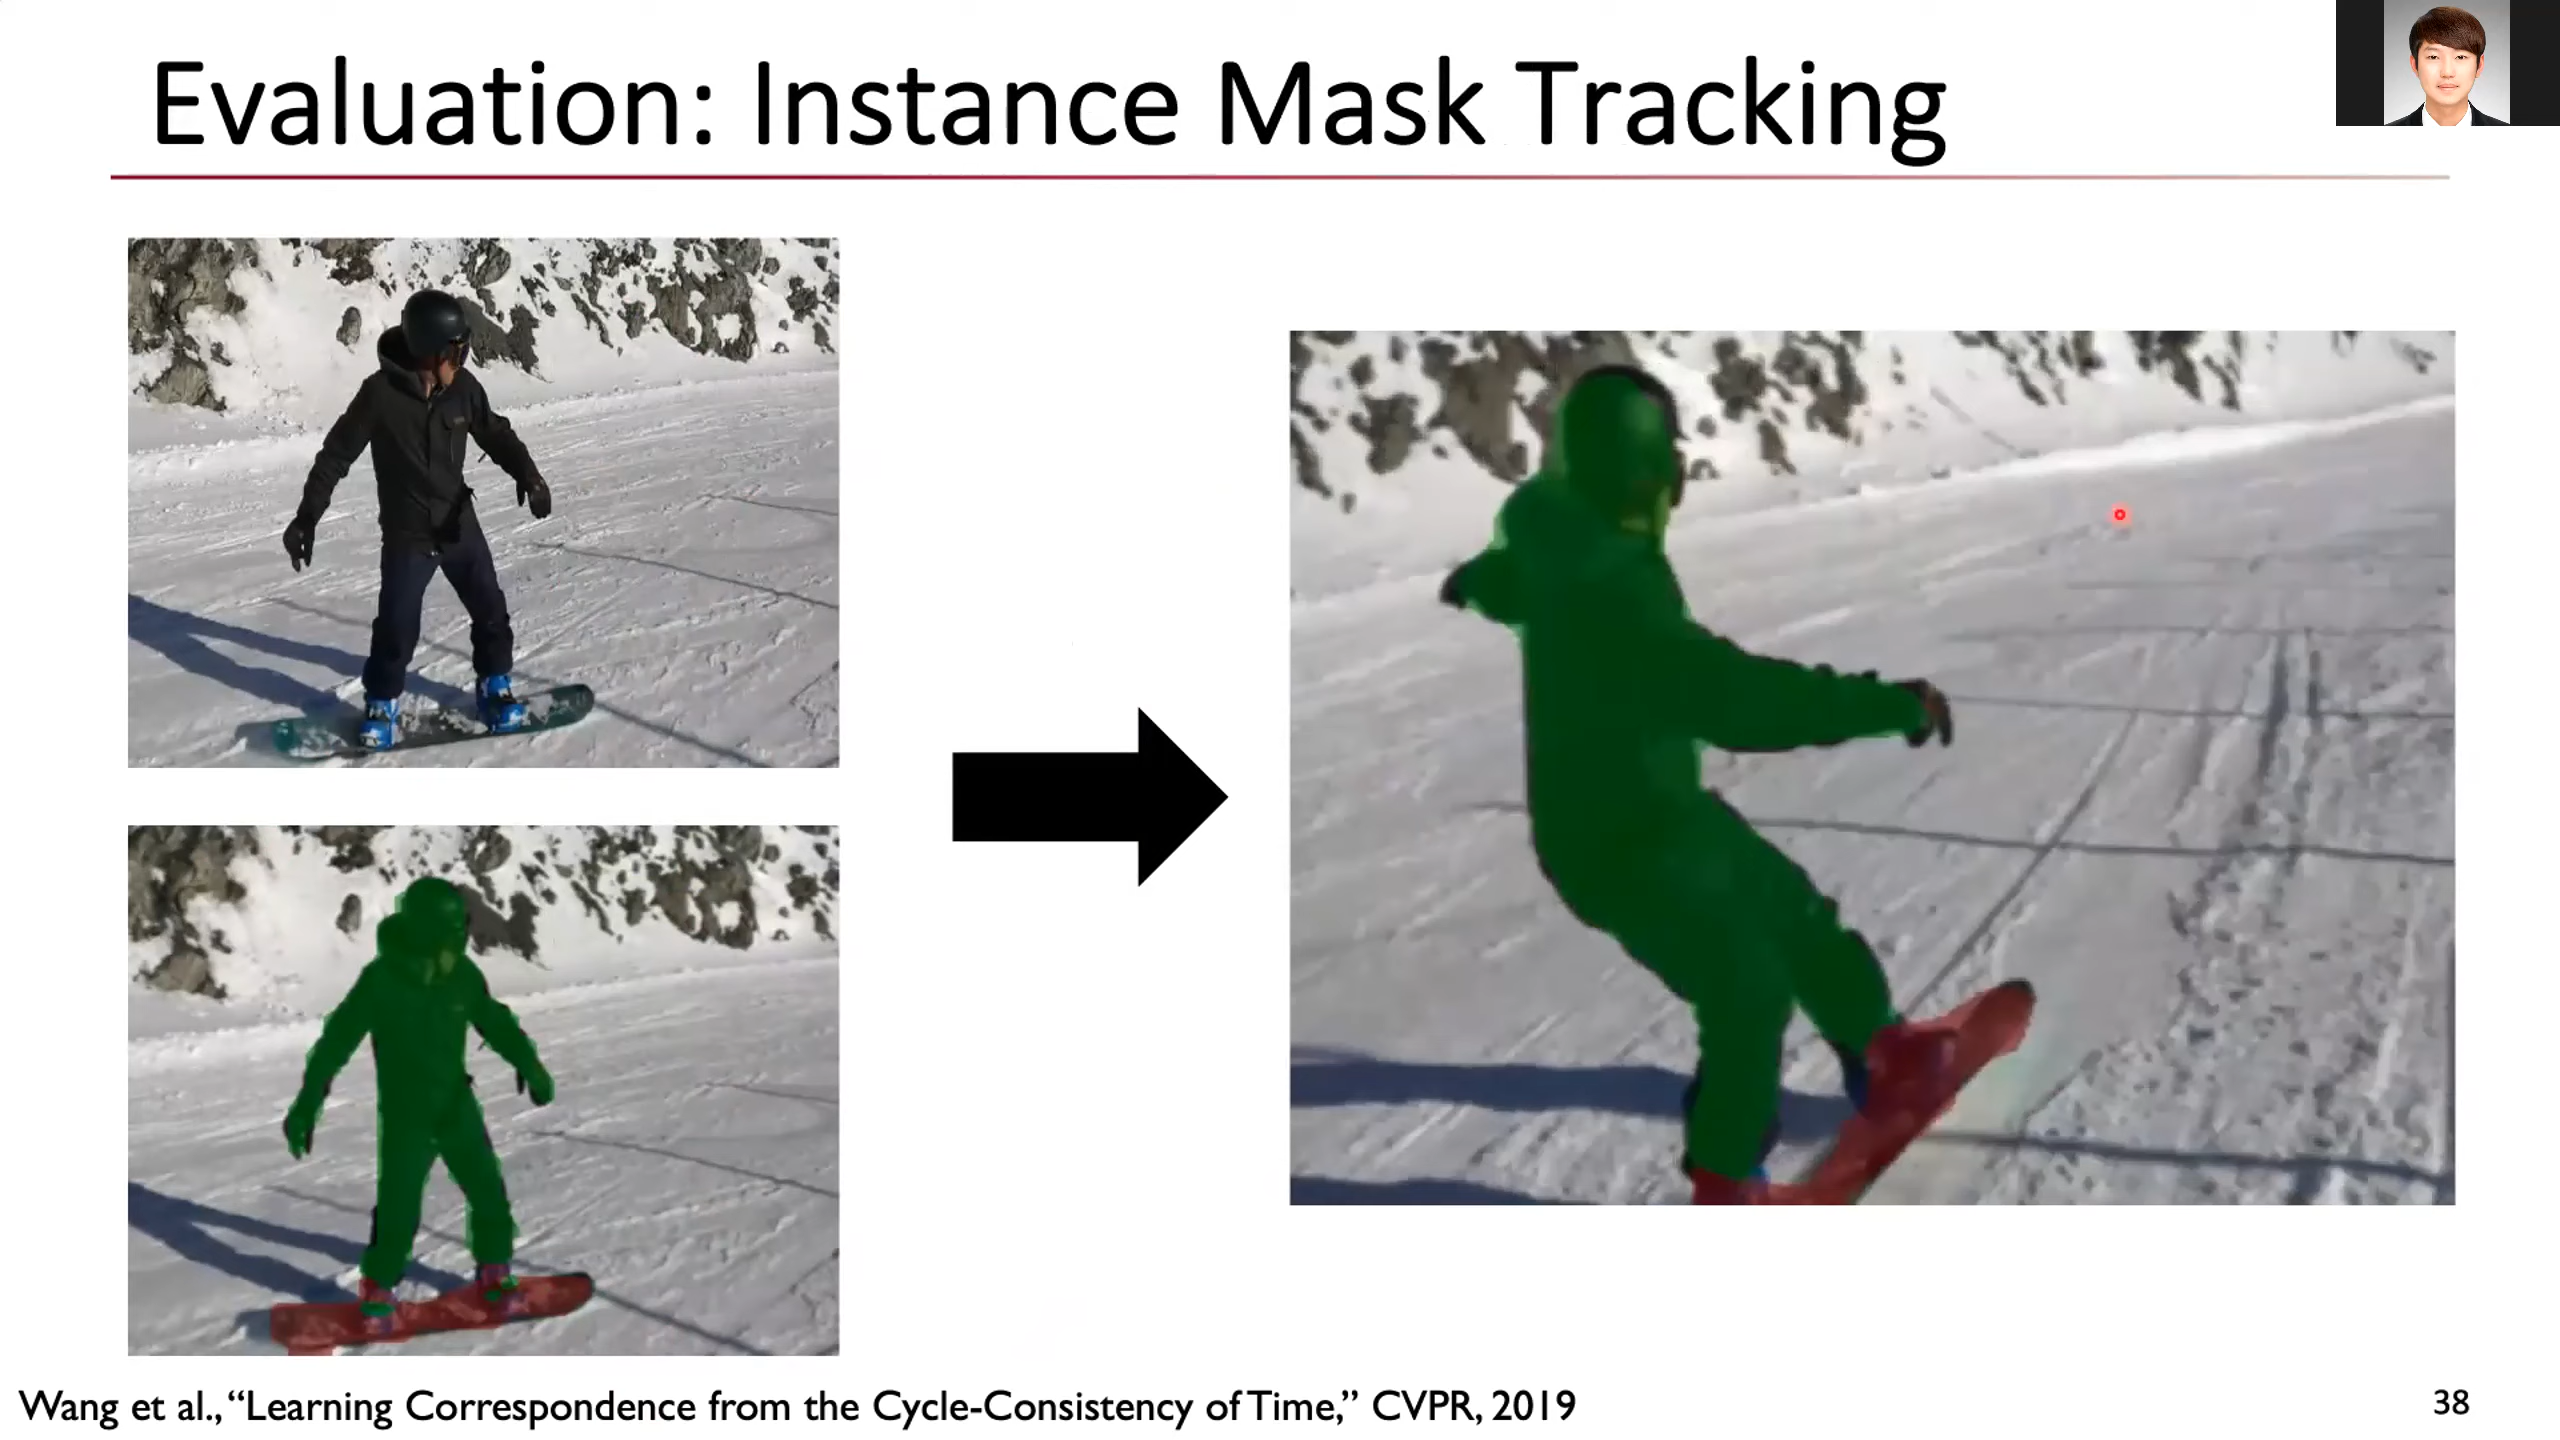 Evaluation: Instance Mask Tracking
Wang et al., “Learning Correspondence from the Cycle-Consistency of Time,” CVPR, 2019
38